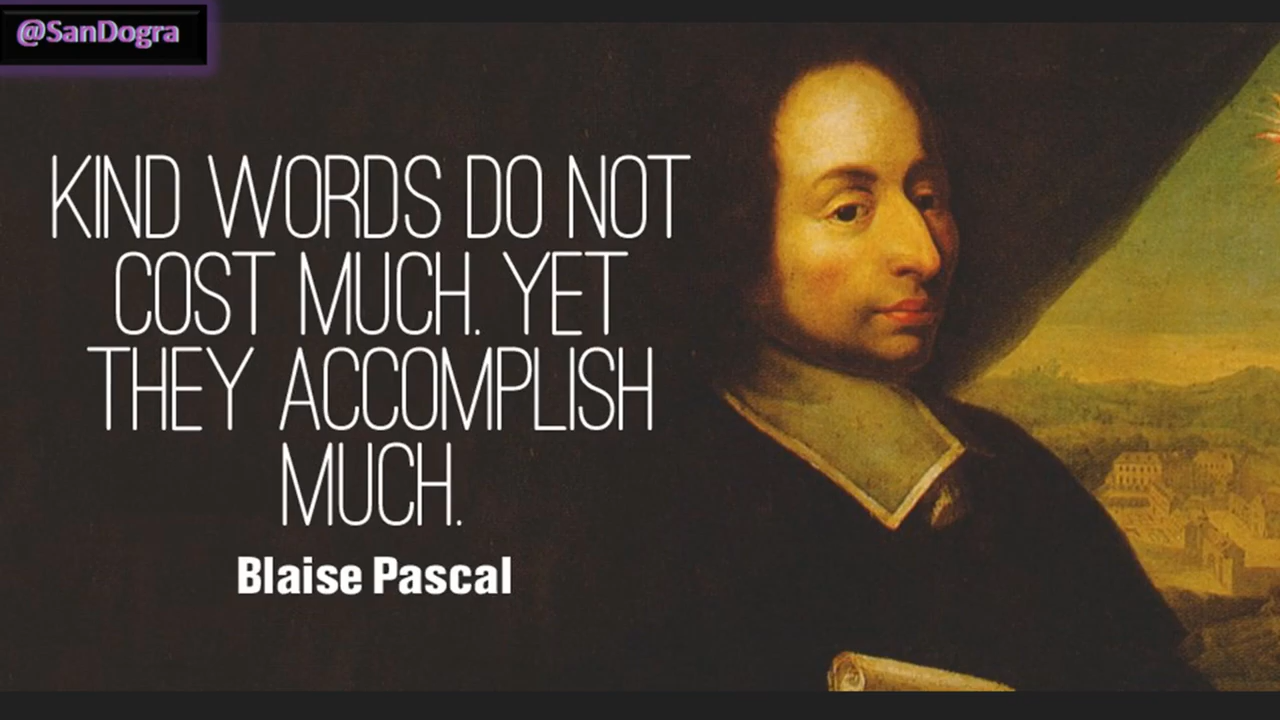 @SanDogra
KIND WORDS DO NOT
COST MUCH. YET
THEY ACCOMPLISH
MUCH.
Blaise Pascal